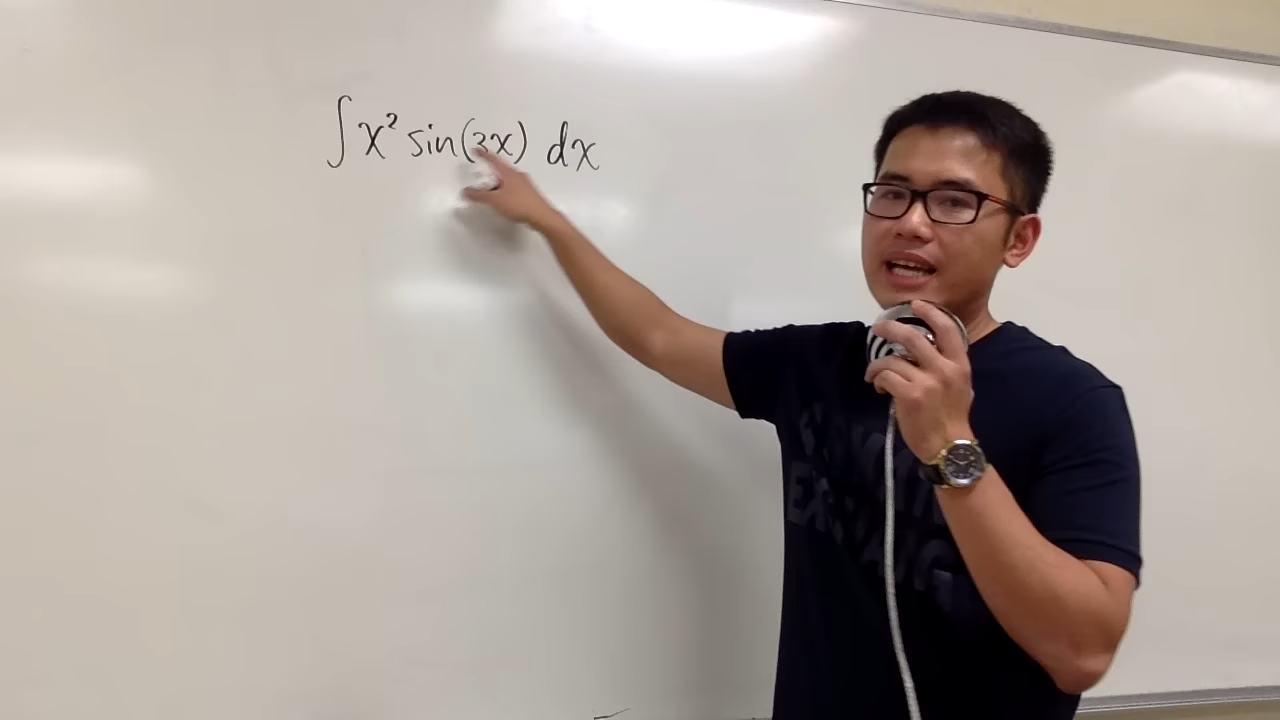 ∫x² sin(3x) dx